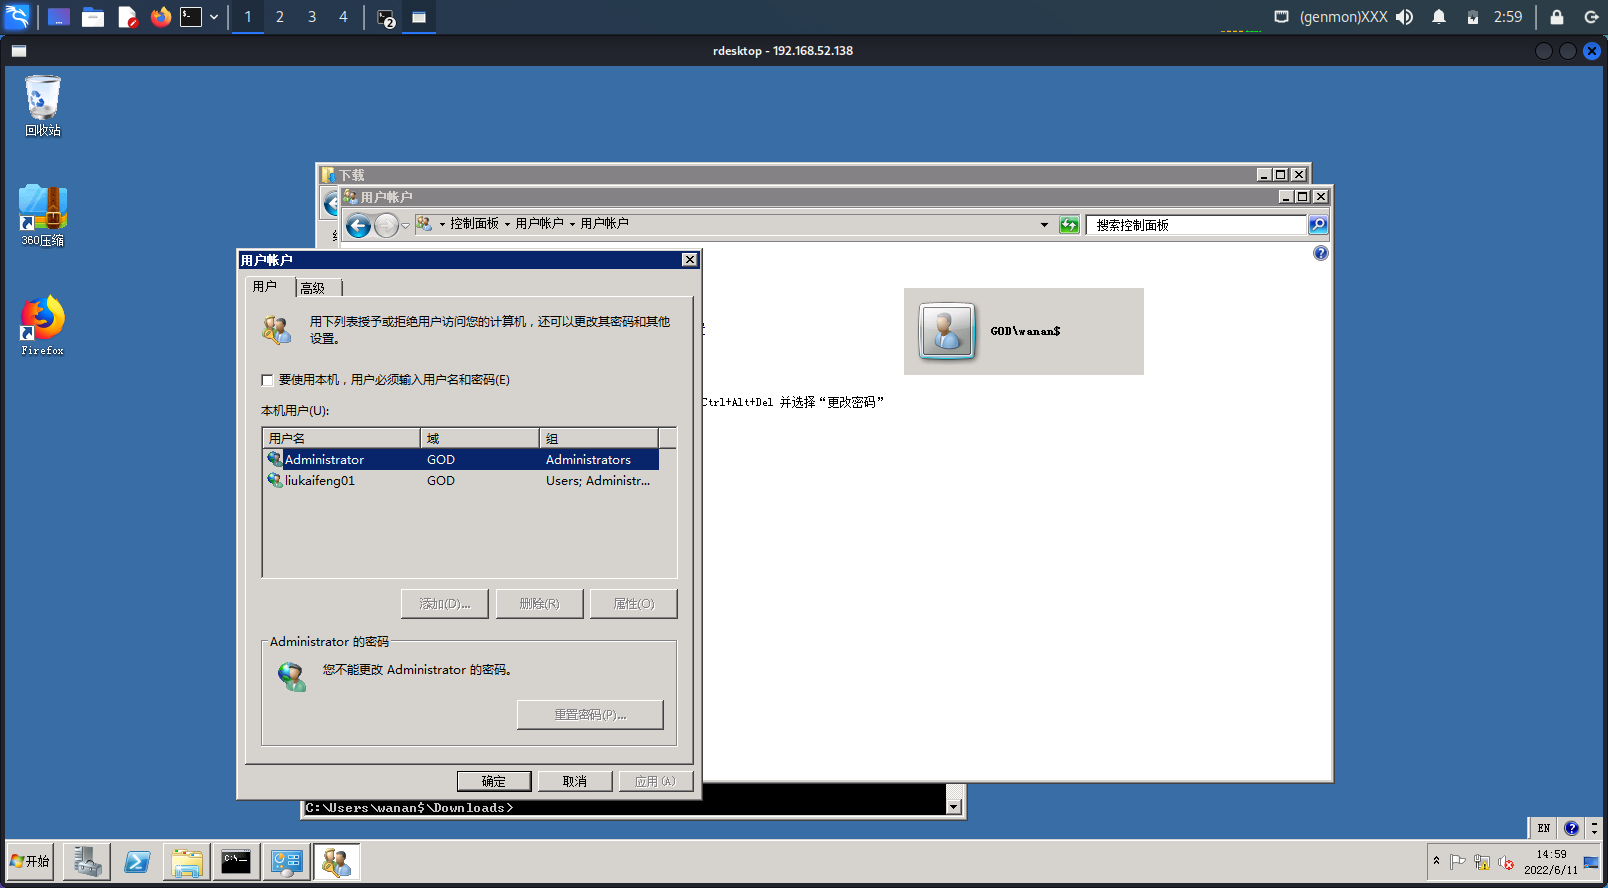 1 2 3 4
2
(genmon)XXX
2:59
rdesktop - 192.168.52.138
回收站
360压缩
Firefox
下载
用户帐户
控制面板 用户帐户 用户帐户
搜索控制面板
GOD\wanan$
Ctrl+Alt+Del 并选择“更改密码”
用户帐户
用户 高级
用下列表授予或拒绝用户访问您的计算机，还可以更改其密码和其他
设置。
要使用本机，用户必须输入用户名和密码(E)
本机用户(U):
用户名 域 组
Administrator GOD Administrators
liukaifeng01 GOD Users; Administr...
添加(D)... 删除(R) 属性(O)
Administrator 的密码
您不能更改 Administrator 的密码。
重置密码(P)...
确定 取消 应用(A)
C:\Users\wanan$\Downloads>
EN
开始
C:\_
14:59
2022/6/11